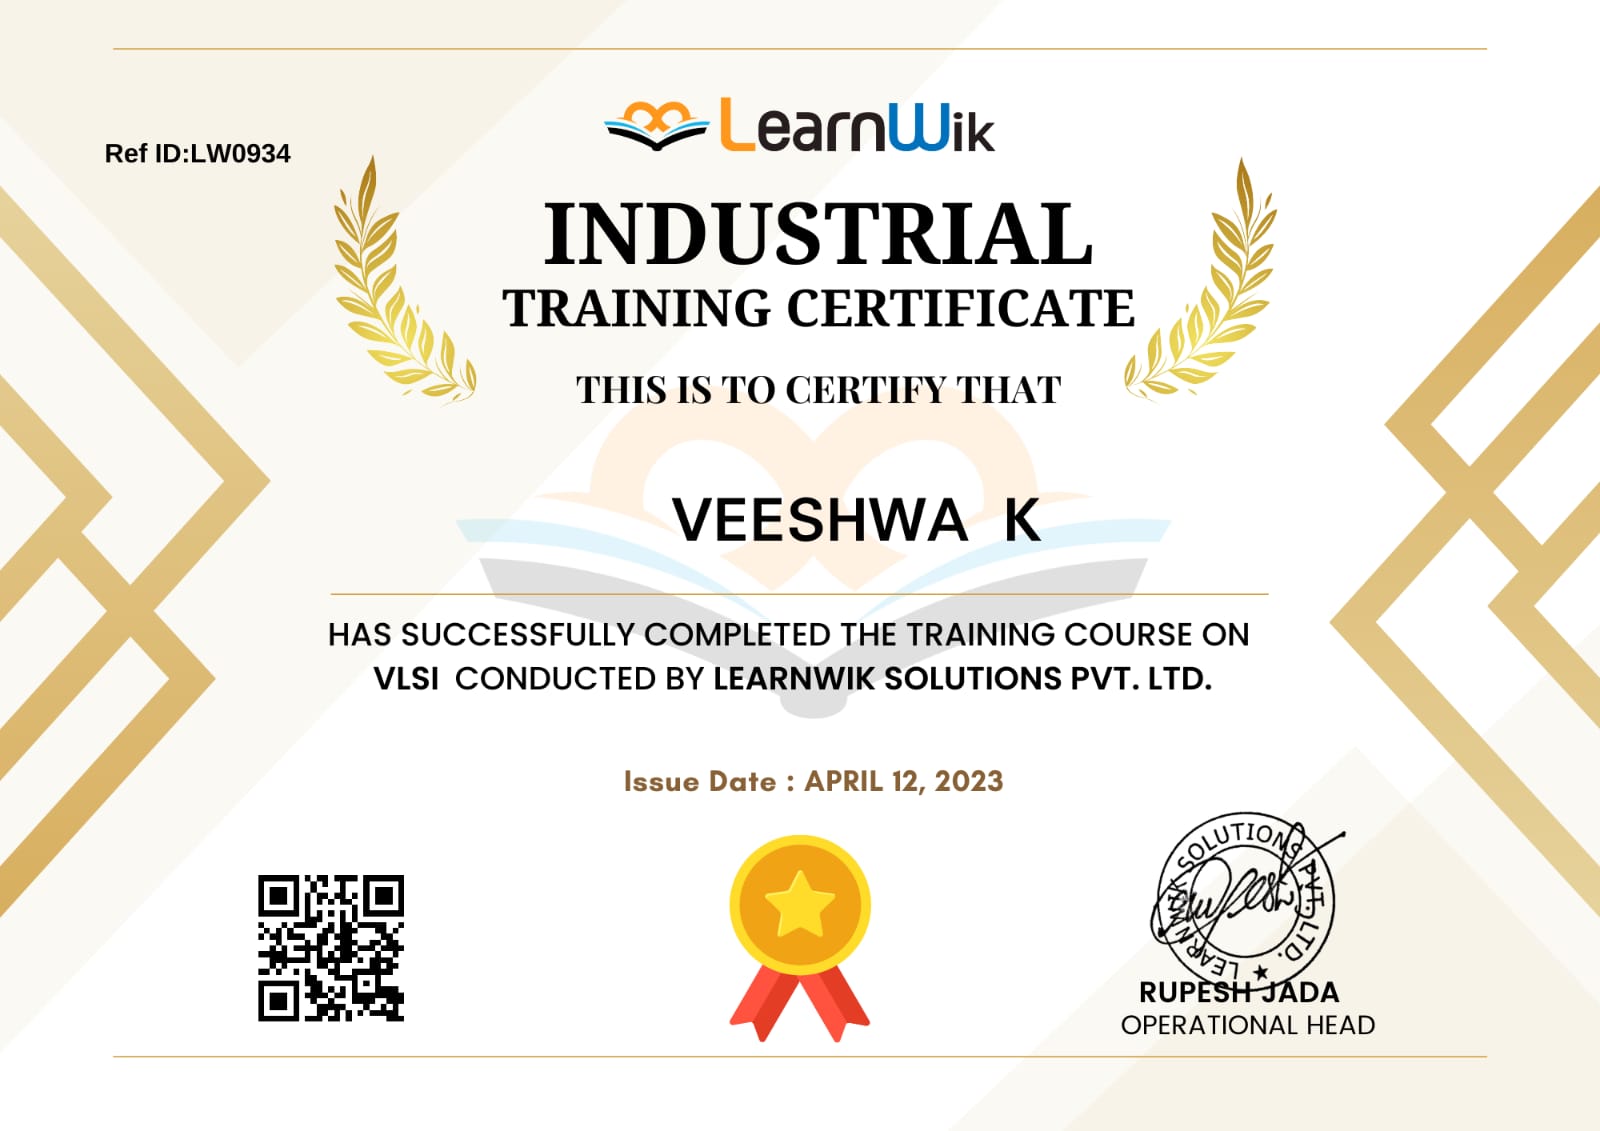 Ref ID:LW0934
LearnWik
INDUSTRIAL
TRAINING CERTIFICATE
THIS IS TO CERTIFY THAT
VEESHWA K
HAS SUCCESSFULLY COMPLETED THE TRAINING COURSE ON
VLSI CONDUCTED BY LEARNWIK SOLUTIONS PVT. LTD.
Issue Date : APRIL 12, 2023
LEARNWIK SOLUTIONS PVT. LTD.
RUPESH JADA
OPERATIONAL HEAD